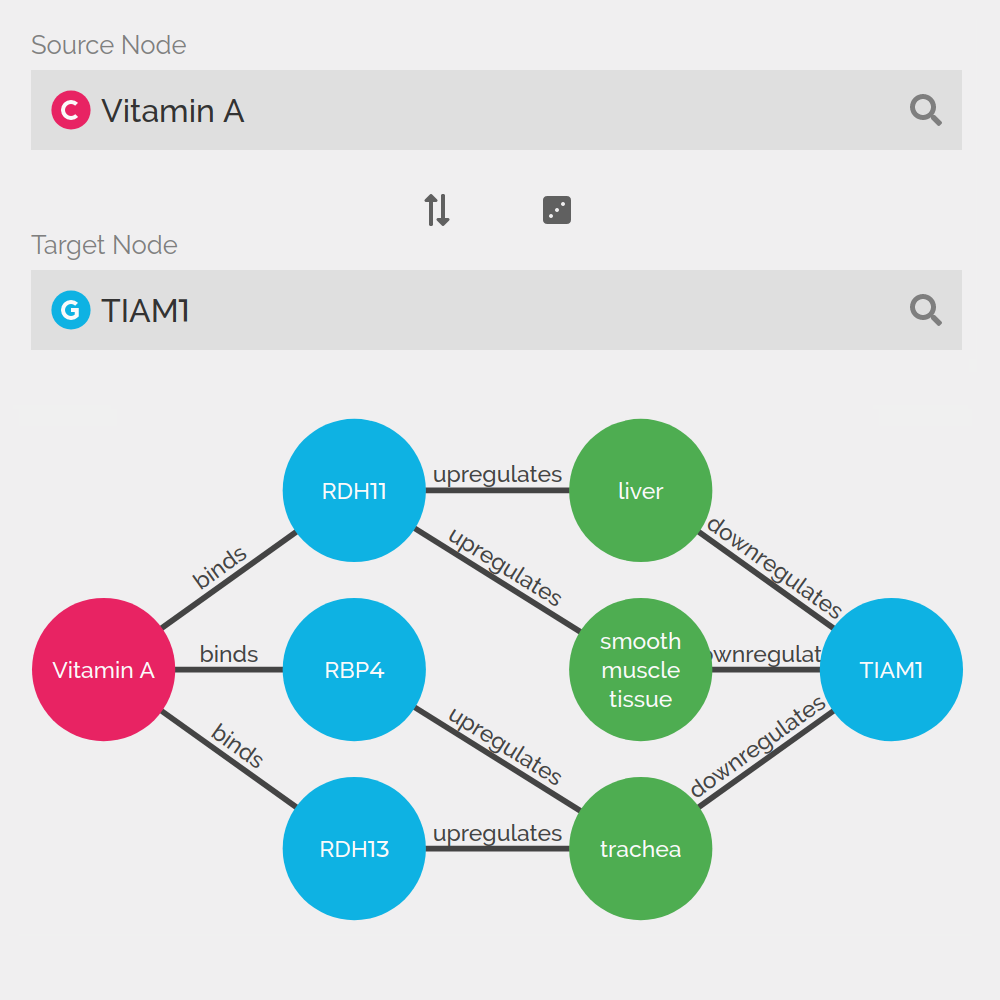 Source Node
C Vitamin A
Target Node
G TIAM1
RDH11
upregulates
liver
binds
upregulates
downregulates
Vitamin A
binds
RBP4
smooth
muscle
tissue
ownregulat
TIAM1
binds
upregulates
downregulates
RDH13
upregulates
trachea